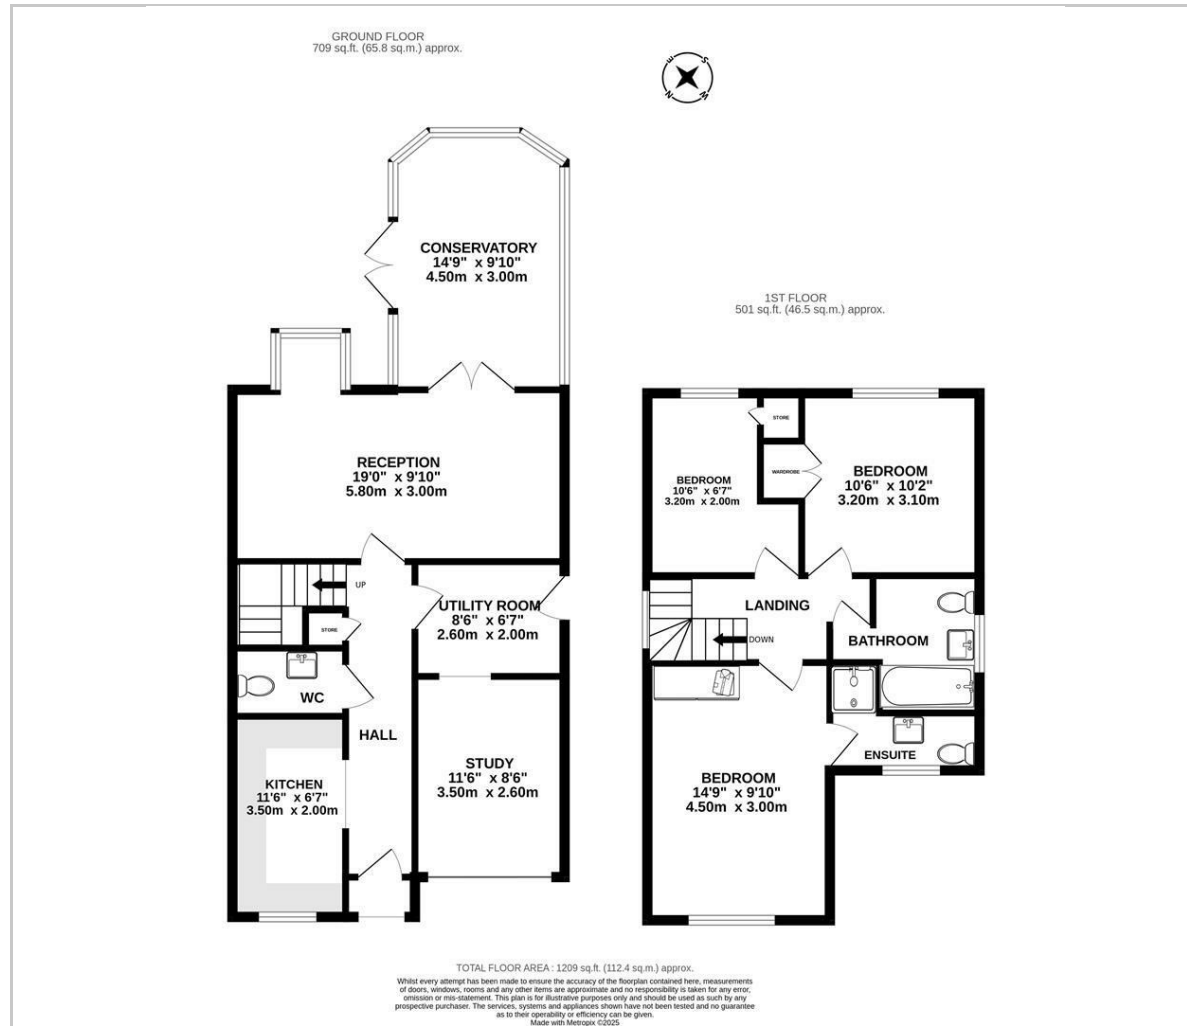 GROUND FLOOR
709 sq.ft. (65.8 sq.m.) approx.
E
S
N
W
CONSERVATORY
14'9" x 9'10"
4.50m x 3.00m
1ST FLOOR
501 sq.ft. (46.5 sq.m.) approx.
RECEPTION
19'0" x 9'10"
5.80m x 3.00m
UP
STORE
UTILITY ROOM
8'6" x 6'7"
2.60m x 2.00m
WC
HALL
KITCHEN
11'6" x 6'7"
3.50m x 2.00m
STUDY
11'6" x 8'6"
3.50m x 2.60m
STORE
WARDROBE
BEDROOM
10'6" x 6'7"
3.20m x 2.00m
BEDROOM
10'6" x 10'2"
3.20m x 3.10m
LANDING
DOWN
BATHROOM
ENSUITE
BEDROOM
14'9" x 9'10"
4.50m x 3.00m
TOTAL FLOOR AREA : 1209 sq.ft. (112.4 sq.m.) approx.
Whilst every attempt has been made to ensure the accuracy of the floorplan contained here, measurements
of doors, windows, rooms and any other items are approximate and no responsibility is taken for any error,
omission or mis-statement. This plan is for illustrative purposes only and should be used as such by any
prospective purchaser. The services, systems and appliances shown have not been tested and no guarantee
as to their operability or efficiency can be given.
Made with Metropix ©2025